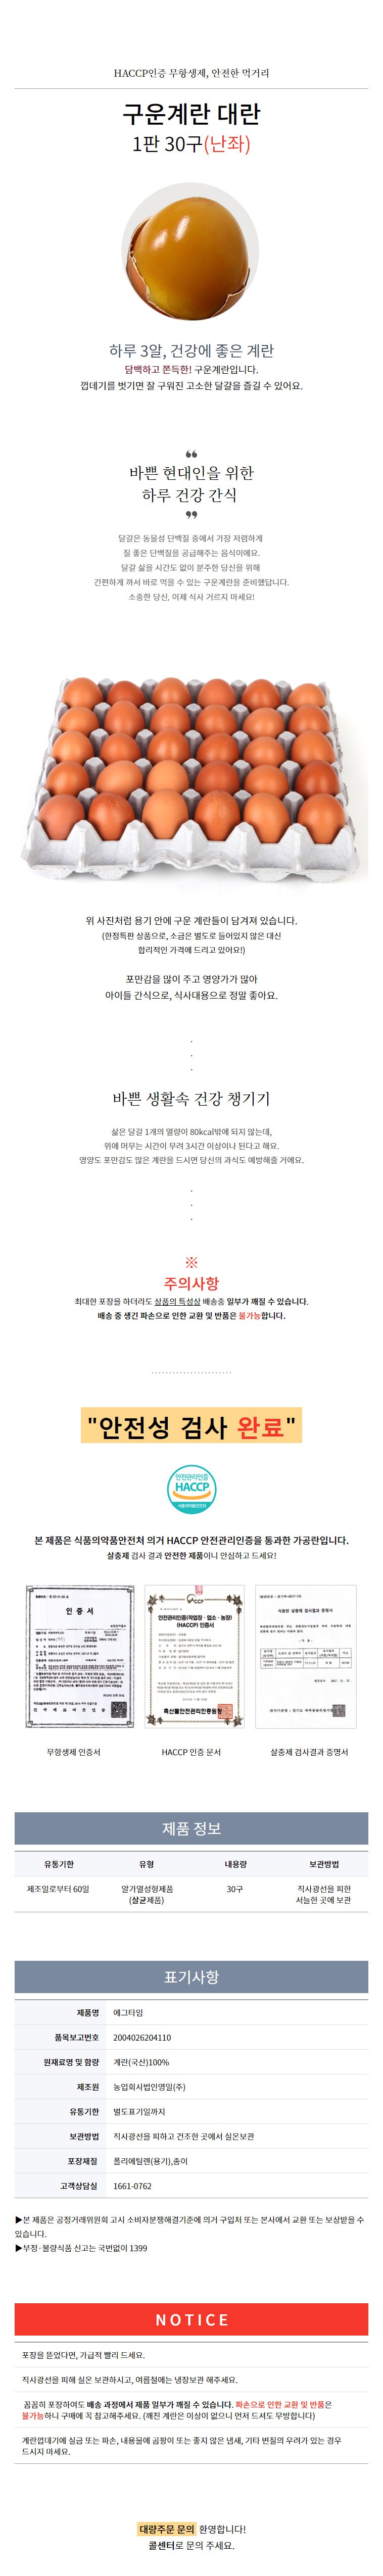 HACCP인증 무항생제, 안전한 먹거리
구운계란 대란
1판 30구(난좌)
하루 3알, 건강에 좋은 계란
담백하고 쫀득한! 구운계란입니다.
껍데기를 벗기면 잘 구워진 고소한 달걀을 즐길 수 있어요.
❝
바쁜 현대인을 위한
하루 건강 간식
❞
달걀은 동물성 단백질 중에서 가장 저렴하게
질 좋은 단백질을 공급해주는 음식이에요.
달걀 삶을 시간도 없이 분주한 당신을 위해
간편하게 까서 바로 먹을 수 있는 구운계란을 준비했답니다.
소중한 당신, 이제 식사 거르지 마세요!
위 사진처럼 용기 안에 구운 계란들이 담겨져 있습니다.
(한정특판 상품으로, 소금은 별도로 들어있지 않은 대신
합리적인 가격에 드리고 있어요!)
포만감을 많이 주고 영양가가 많아
아이들 간식으로, 식사대용으로 정말 좋아요.
.
.
.
바쁜 생활속 건강 챙기기
삶은 달걀 1개의 열량이 80kcal밖에 되지 않는데,
위에 머무는 시간이 무려 3시간 이상이나 된다고 해요.
영양도 포만감도 많은 계란을 드시면 당신의 과식도 예방해줄 거에요.
.
.
.
※
주의사항
최대한 포장을 하더라도 상품의 특성상 배송중 일부가 깨질 수 있습니다.
배송 중 생긴 파손으로 인한 교환 및 반품은 불가능합니다.
"안전성 검사 완료"
안전관리인증
HACCP
식품의약품안전처
본 제품은 식품의약품안전처 의거 HACCP 안전관리인증을 통과한 가공란입니다.
살충제 검사 결과 안전한 제품이니 안심하고 드세요!
인 증 서
HACCP
안전관리인증(작업장 · 업소 · 농장)
(HACCP) 인증서
축산물안전관리인증원장
식용란 살충제 검사결과 증명서
무항생제 인증서 HACCP 인증 문서 살충제 검사결과 증명서
제품 정보
유통기한 유형 내용량 보관방법
제조일로부터 60일 알가열성형제품 30구 직사광선을 피한
(살균제품) 서늘한 곳에 보관
표기사항
제품명 에그타임
품목보고번호 2004026204110
원재료명 및 함량 계란(국산)100%
제조원 농업회사법인영일(주)
유통기한 별도표기일까지
보관방법 직사광선을 피하고 건조한 곳에서 실온보관
포장재질 폴리에틸렌(용기),종이
고객상담실 1661-0762
▶본 제품은 공정거래위원회 고시 소비자분쟁해결기준에 의거 구입처 또는 본사에서 교환 또는 보상받을 수
있습니다.
▶부정·불량식품 신고는 국번없이 1399
NOTICE
포장을 뜯었다면, 가급적 빨리 드세요.
직사광선을 피해 실온 보관하시고, 여름철에는 냉장보관 해주세요.
꼼꼼히 포장하여도 배송 과정에서 제품 일부가 깨질 수 있습니다. 파손으로 인한 교환 및 반품은
불가능하니 구매에 꼭 참고해주세요. (깨진 계란은 이상이 없으니 먼저 드셔도 무방합니다)
계란껍데기에 실금 또는 파손, 내용물에 곰팡이 또는 좋지 않은 냄새, 기타 변질의 우려가 있는 경우
드시지 마세요.
대량주문 문의 환영합니다!
콜센터로 문의 주세요.